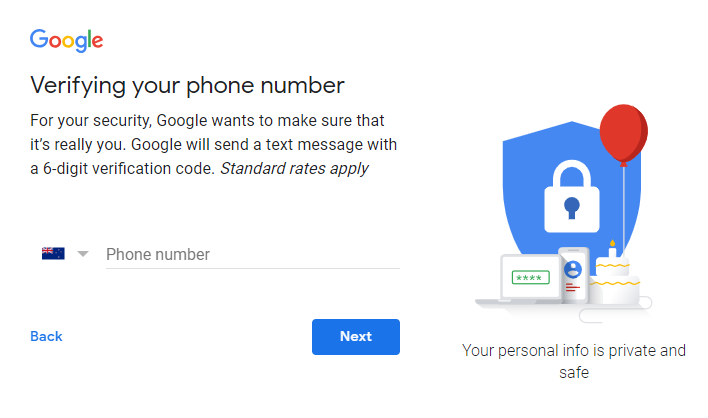 Google
Verifying your phone number
For your security, Google wants to make sure that
it's really you. Google will send a text message with
a 6-digit verification code. Standard rates apply
Phone number
Back
Next
****
Your personal info is private and
safe